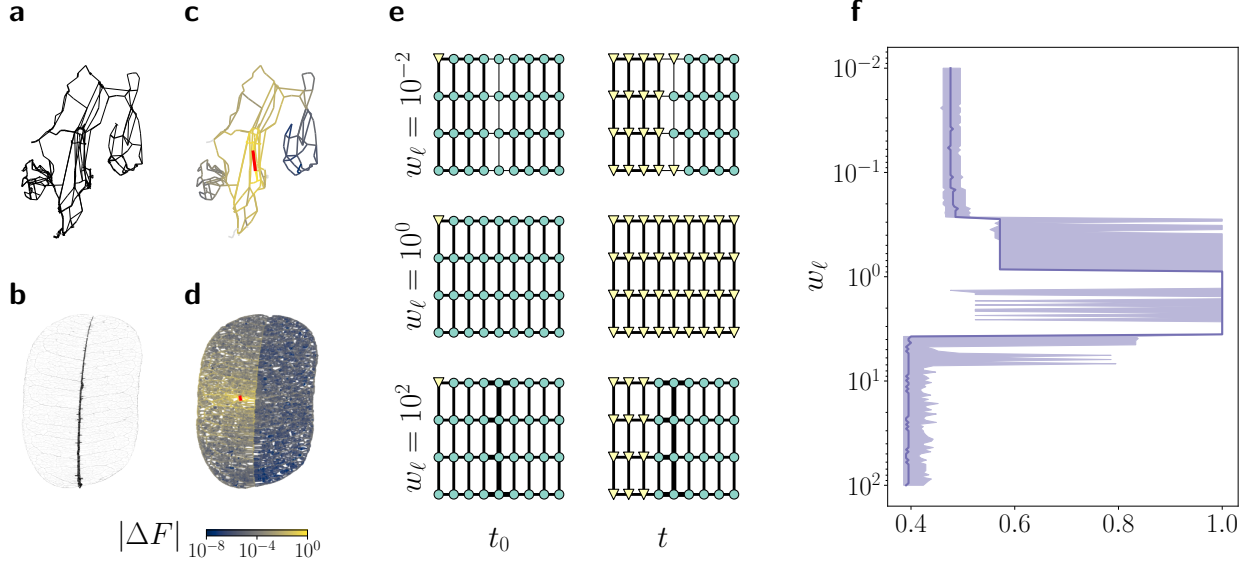 a
c
e
f
w_ℓ = 10^{-2}
w_ℓ = 10^0
w_ℓ = 10^2
t_0
t
b
d
|ΔF|
10^{-8}
10^{-4}
10^0
w_ℓ
10^{-2}
10^{-1}
10^0
10^1
10^2
0.4
0.6
0.8
1.0